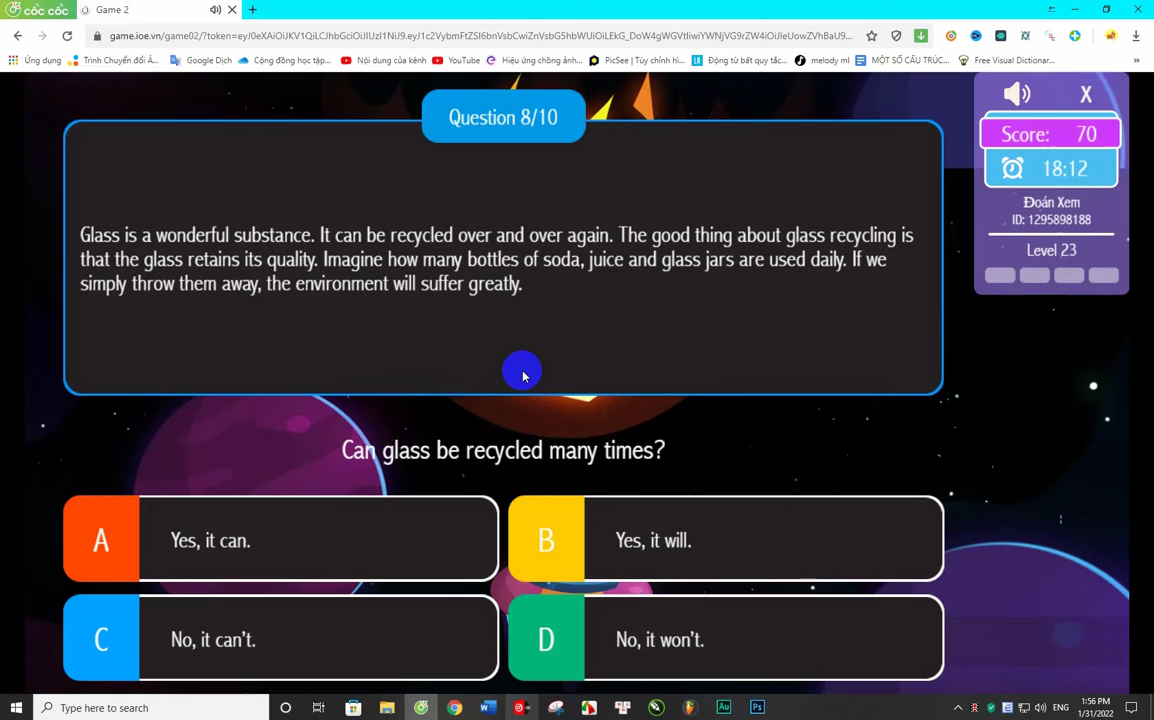 cốc cốc
Game 2
game.ioe.vn/game02/?token=eyJ0eXAiOiJKV1QiLCJhbGciOiJIUzI1NiJ9.eyJ1c2VybmFtZSI6bnVsbCwiZnVsbG5hbWUiOiLEkG_DoW4gWGVtIiwiYWNjVG9rZW4iOiJleUowZVhBaU9...
Ứng dụng
Trình Chuyển đổi Â...
Google Dịch
Cộng đồng học tập...
Nội dung của kênh
YouTube
Hiệu ứng chồng ảnh...
PicSee | Tùy chỉnh hì...
Động từ bất quy tắc...
melody ml
MỘT SỐ CẤU TRÚC...
Free Visual Dictionar...
Question 8/10
Glass is a wonderful substance. It can be recycled over and over again. The good thing about glass recycling is
that the glass retains its quality. Imagine how many bottles of soda, juice and glass jars are used daily. If we
simply throw them away, the environment will suffer greatly.
X
Score: 70
18:12
Đoán Xem
ID: 1295898188
Level 23
Can glass be recycled many times?
A Yes, it can.
B Yes, it will.
C No, it can't.
D No, it won't.
Type here to search
ENG
1:56 PM
1/31/2022